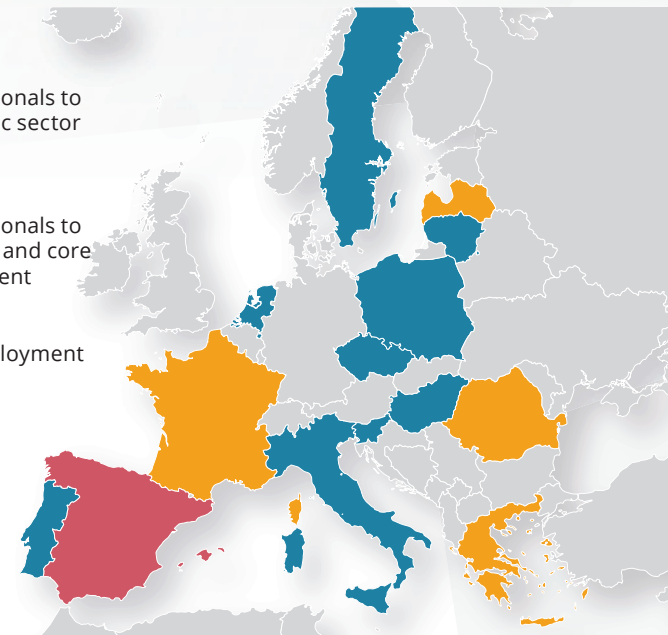 onals to
c sector
onals to
and core
ent
loyment